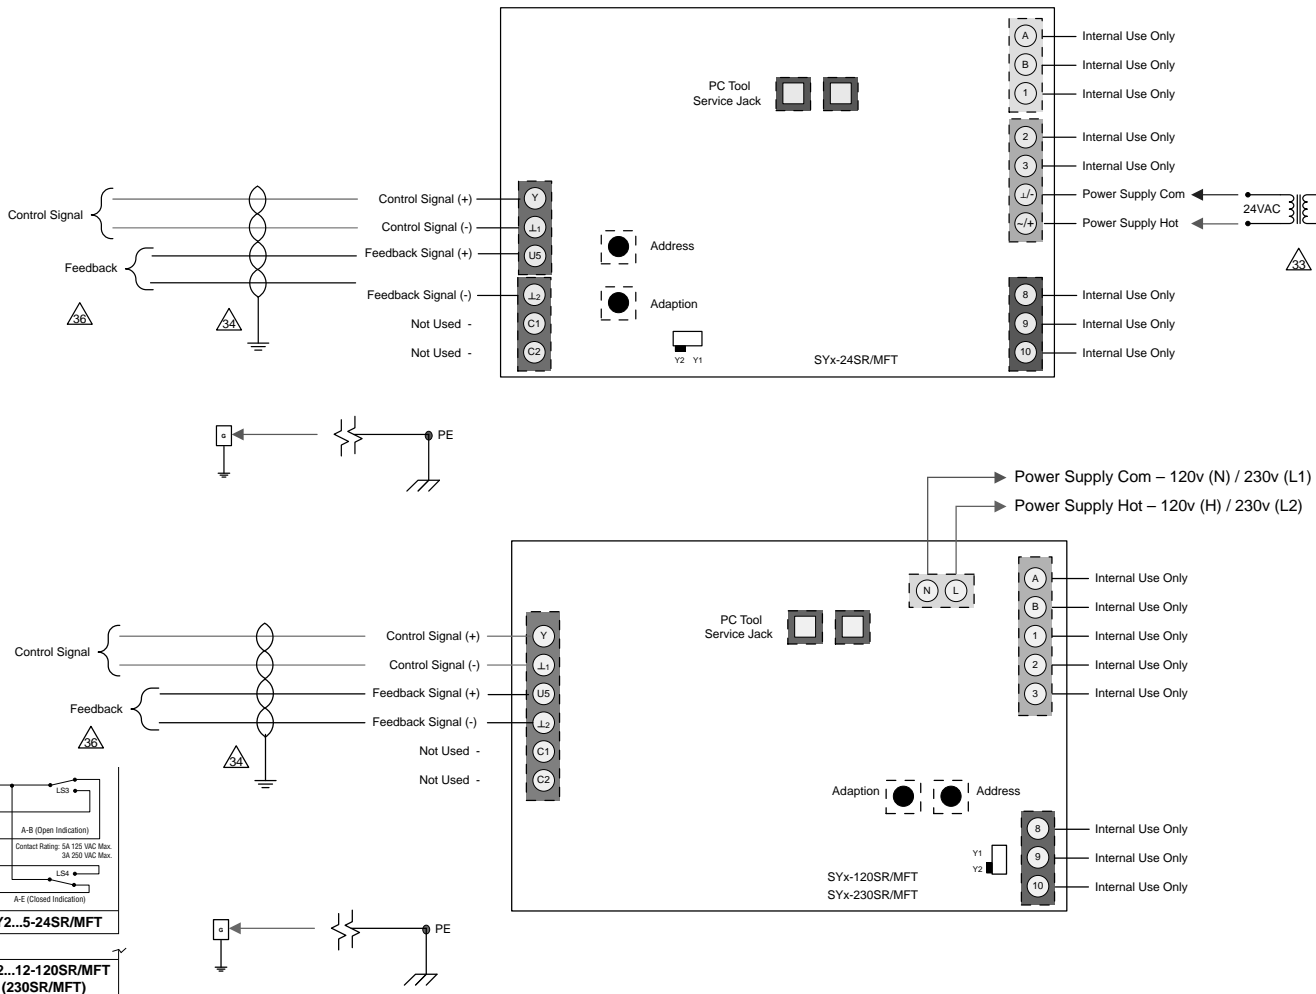 A Internal Use Only
B Internal Use Only
1 Internal Use Only
PC Tool
Service Jack
2 Internal Use Only
3 Internal Use Only
Control Signal
Control Signal (+) Y
⊥/- Power Supply Com
24VAC
Control Signal (-) ⊥1
~/+ Power Supply Hot
Feedback
Feedback Signal (+) U5
Address
33
Feedback Signal (-) ⊥2
Adaption
8 Internal Use Only
36
34
Not Used - C1
9 Internal Use Only
Not Used - C2
Y2 Y1
SYx-24SR/MFT
10 Internal Use Only
G
PE
Power Supply Com – 120v (N) / 230v (L1)
Power Supply Hot – 120v (H) / 230v (L2)
N L
A Internal Use Only
B Internal Use Only
PC Tool
Service Jack
1 Internal Use Only
2 Internal Use Only
3 Internal Use Only
Control Signal
Control Signal (+) Y
Control Signal (-) ⊥1
Feedback
Feedback Signal (+) U5
Feedback Signal (-) ⊥2
36
34
Not Used - C1
Not Used - C2
Adaption
Address
8 Internal Use Only
Y1
Y2
9 Internal Use Only
SYx-120SR/MFT
SYx-230SR/MFT
10 Internal Use Only
LS3
A-B (Open Indication)
Contact Rating: 5A 125 VAC Max.
3A 250 VAC Max.
LS4
A-E (Closed Indication)
Y2...5-24SR/MFT
G
PE
2...12-120SR/MFT
(230SR/MFT)